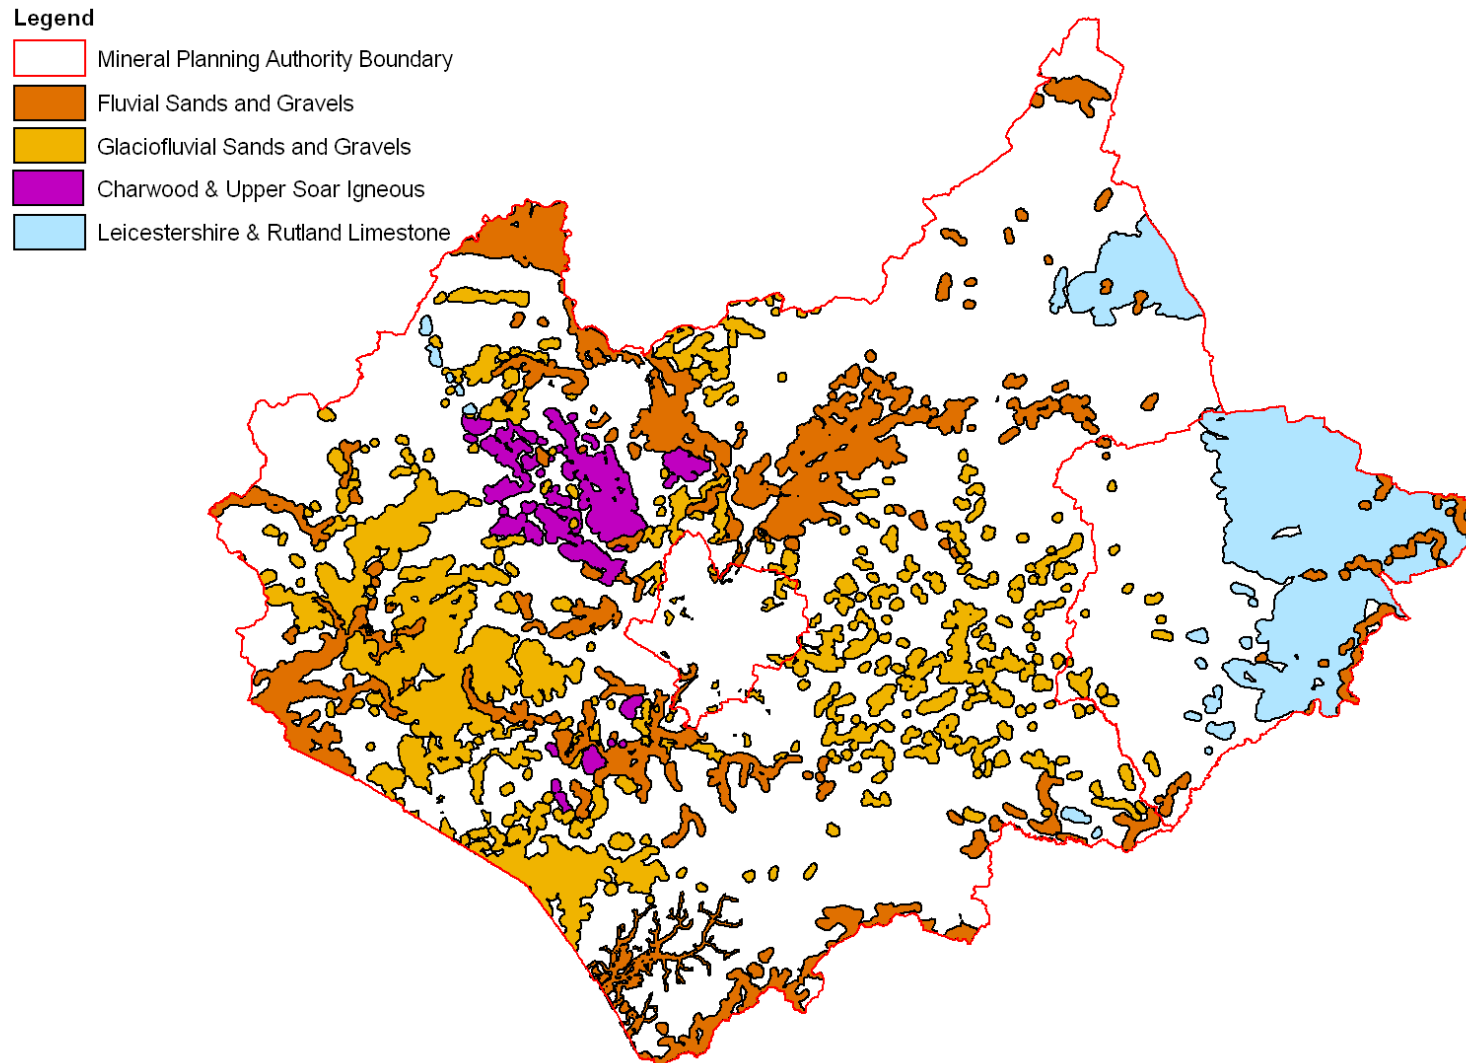 Legend
Mineral Planning Authority Boundary
Fluvial Sands and Gravels
Glaciofluvial Sands and Gravels
Charwood & Upper Soar Igneous
Leicestershire & Rutland Limestone